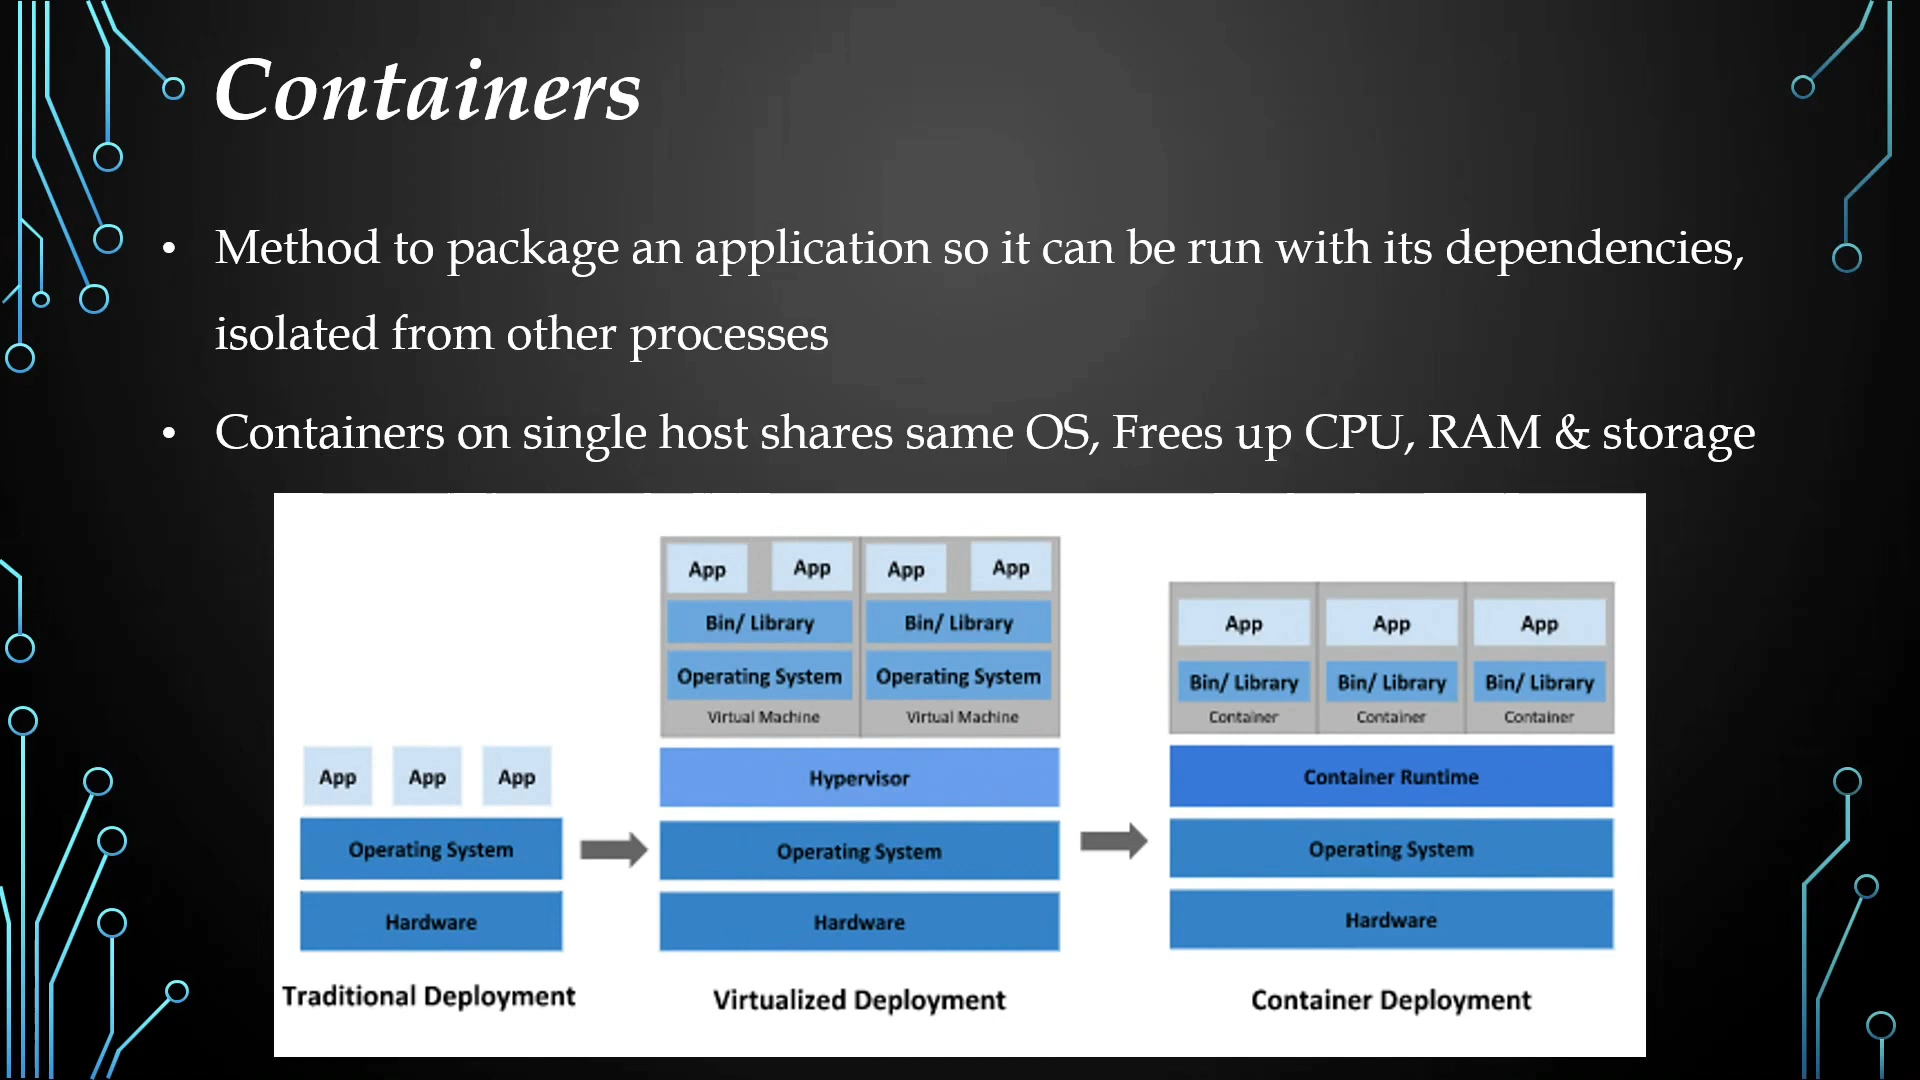 Containers
• Method to package an application so it can be run with its dependencies,
isolated from other processes
• Containers on single host shares same OS, Frees up CPU, RAM & storage
App App App
Operating System
Hardware
Traditional Deployment
App App App App
Bin/ Library Bin/ Library
Operating System Operating System
Virtual Machine Virtual Machine
Hypervisor
Operating System
Hardware
Virtualized Deployment
App App App
Bin/ Library Bin/ Library Bin/ Library
Container Container Container
Container Runtime
Operating System
Hardware
Container Deployment